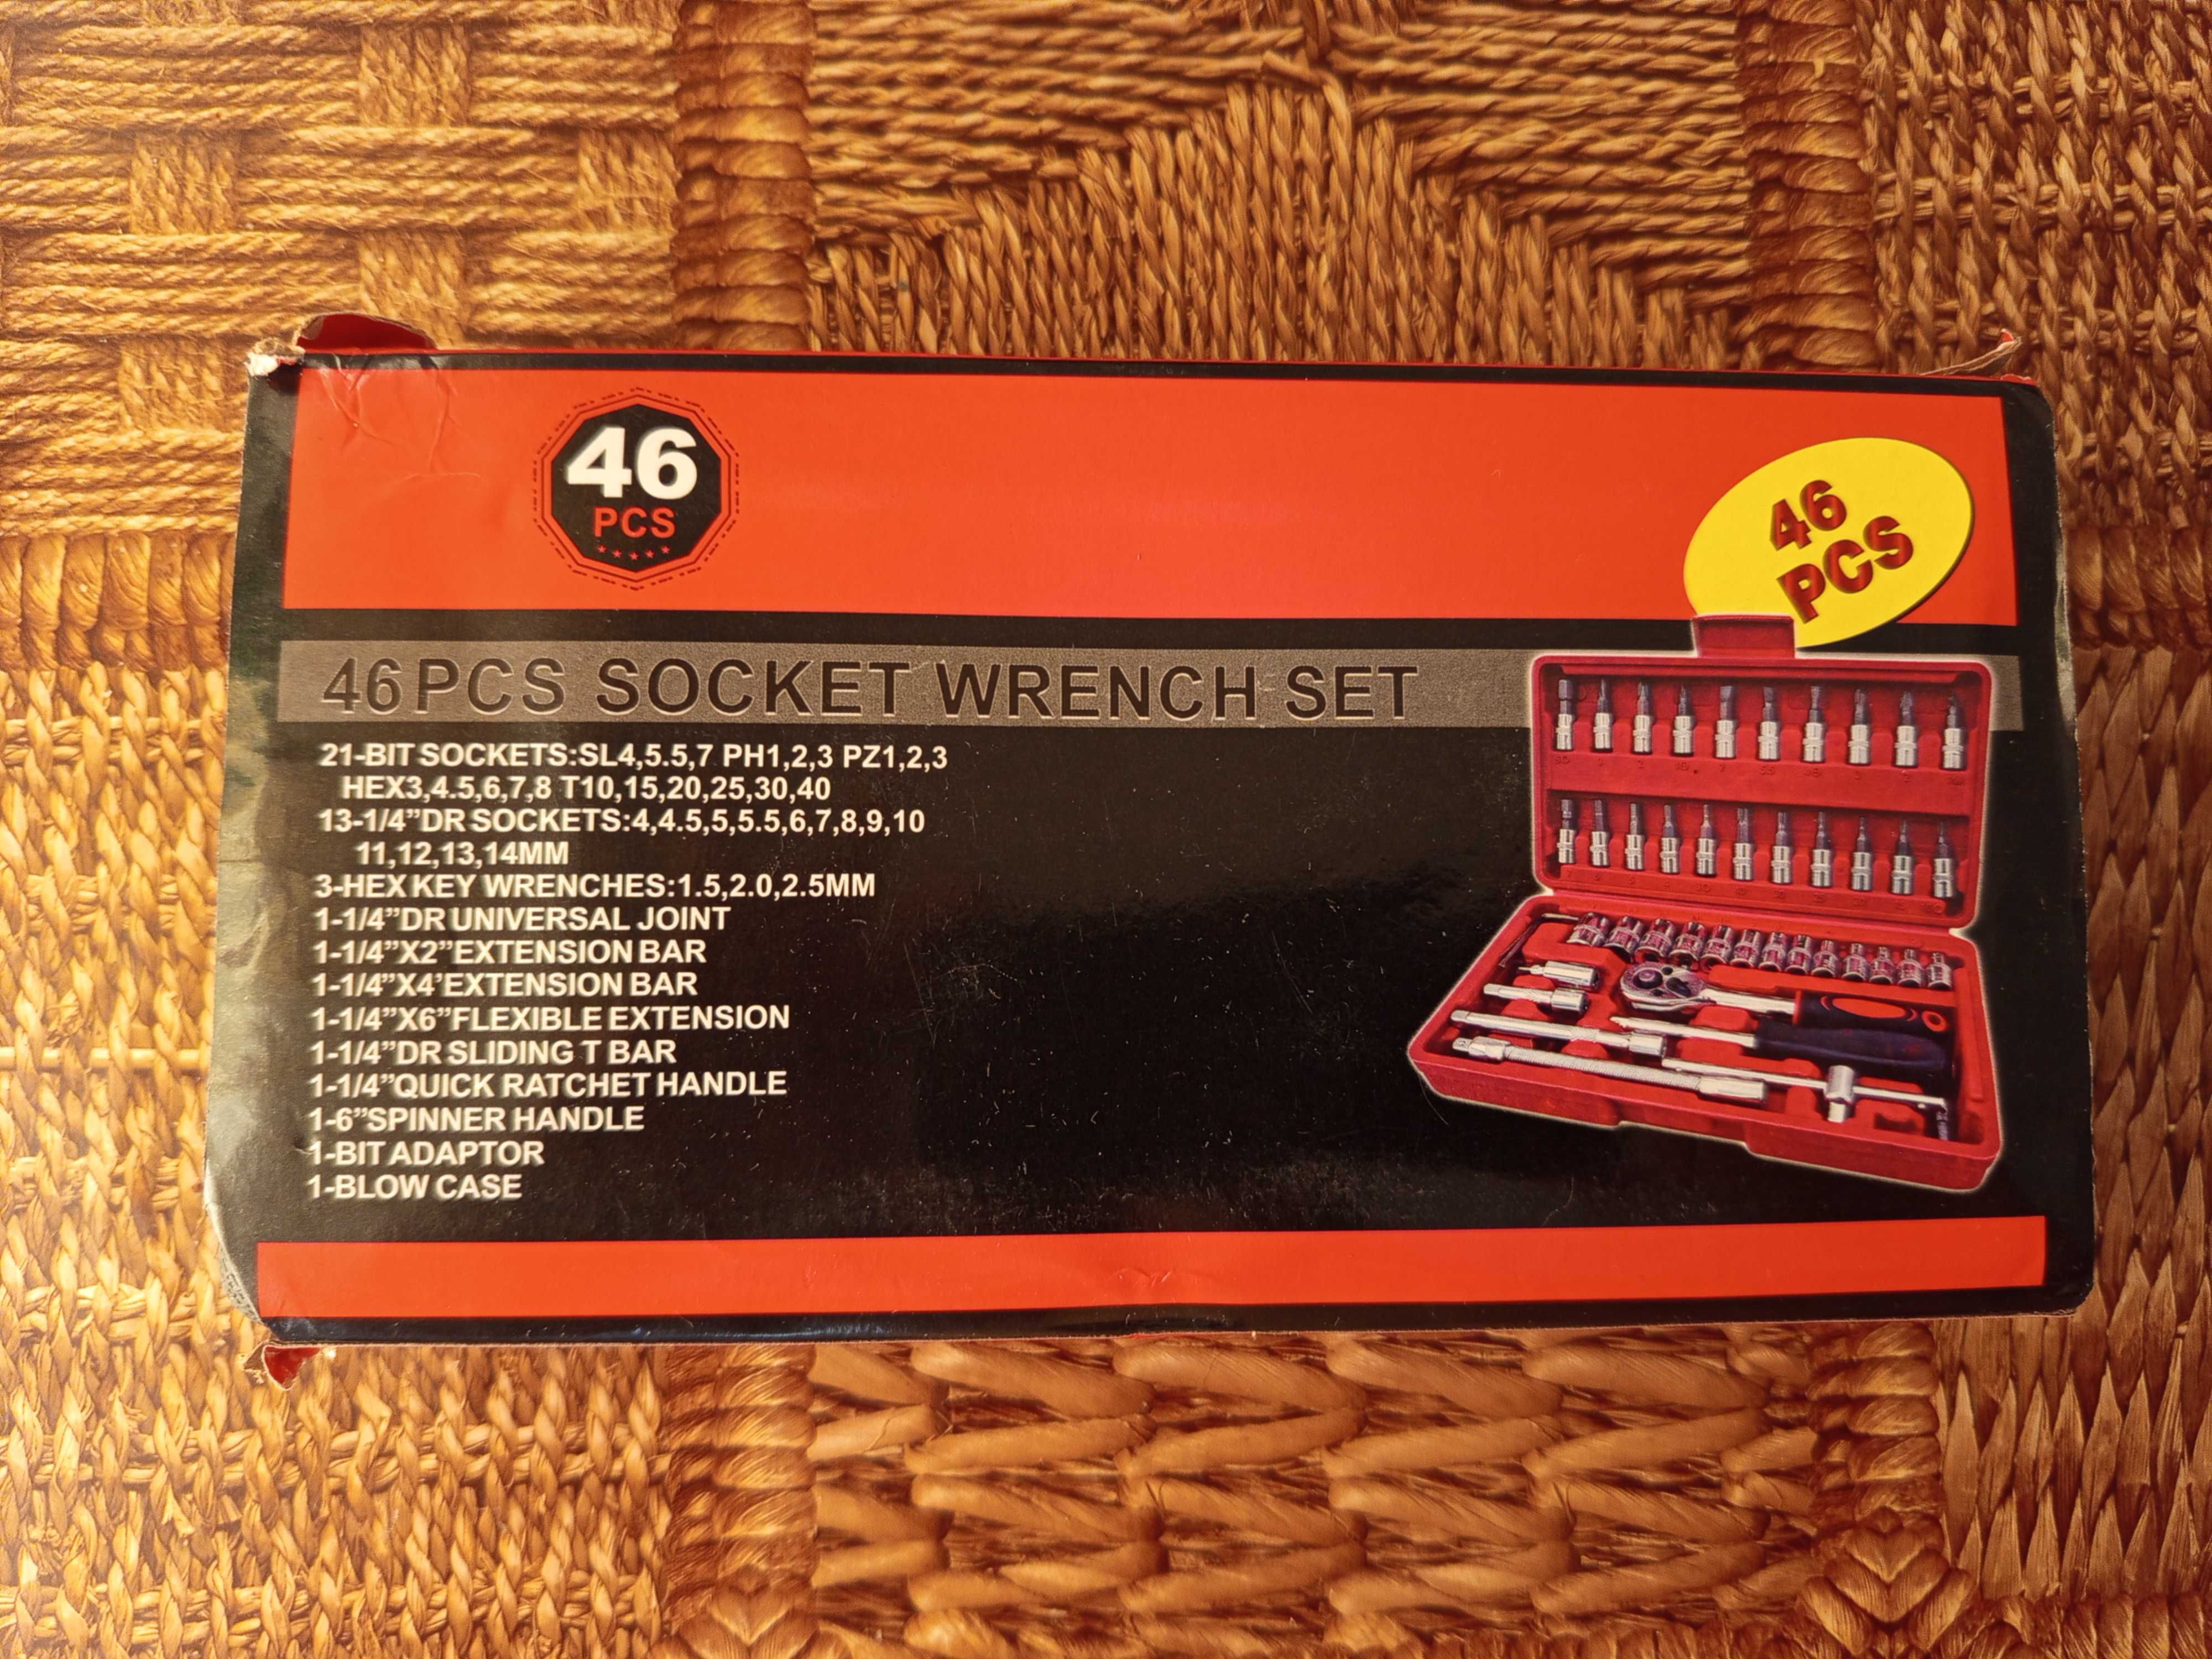 46
PCS
46
PCS
46PCS SOCKET WRENCH SET
21-BIT SOCKETS:SL4,5.5,7 PH1,2,3 PZ1,2,3
HEX3,4.5,6,7,8 T10,15,20,25,30,40
13-1/4”DR SOCKETS:4,4.5,5,5.5,6,7,8,9,10
11,12,13,14MM
3-HEX KEY WRENCHES:1.5,2.0,2.5MM
1-1/4”DR UNIVERSAL JOINT
1-1/4”X2”EXTENSION BAR
1-1/4”X4’EXTENSION BAR
1-1/4”X6”FLEXIBLE EXTENSION
1-1/4”DR SLIDING T BAR
1-1/4”QUICK RATCHET HANDLE
1-6”SPINNER HANDLE
1-BIT ADAPTOR
1-BLOW CASE